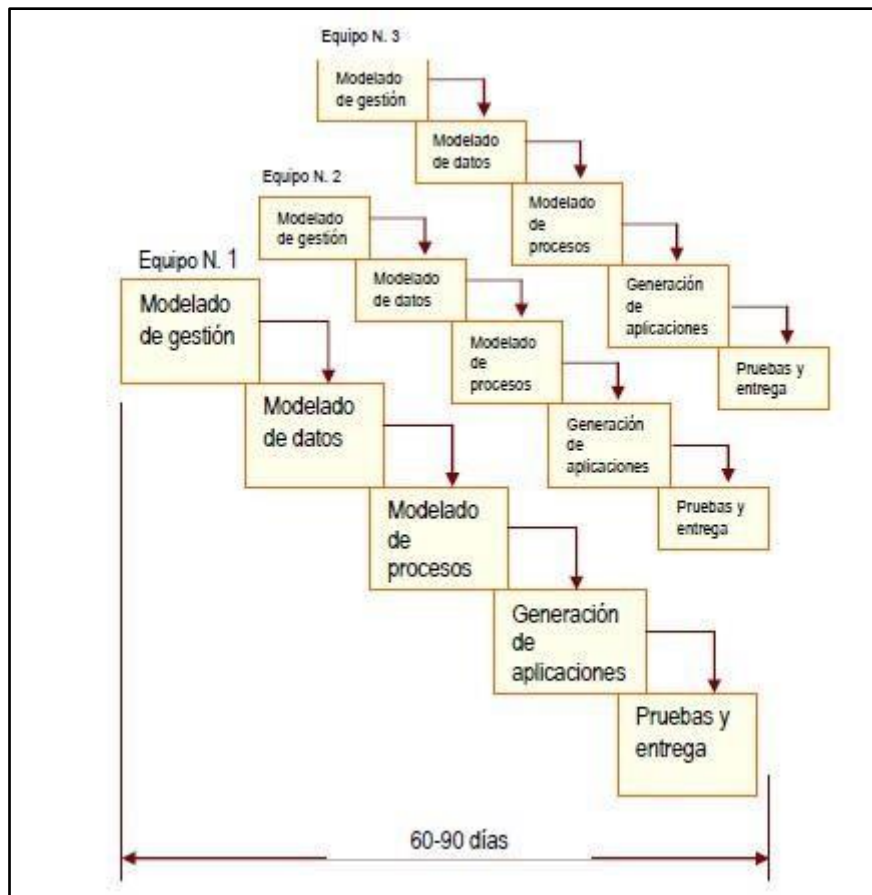 Equipo N. 3
Modelado
de gestión
Modelado
de datos
Modelado
de
procesos
Generación
de
aplicaciones
Pruebas y
entrega
Equipo N. 2
Modelado
de gestión
Modelado
de datos
Modelado
de
procesos
Generación
de
aplicaciones
Pruebas y
entrega
Equipo N. 1
Modelado
de gestión
Modelado
de datos
Modelado
de
procesos
Generación
de
aplicaciones
Pruebas y
entrega
60-90 días